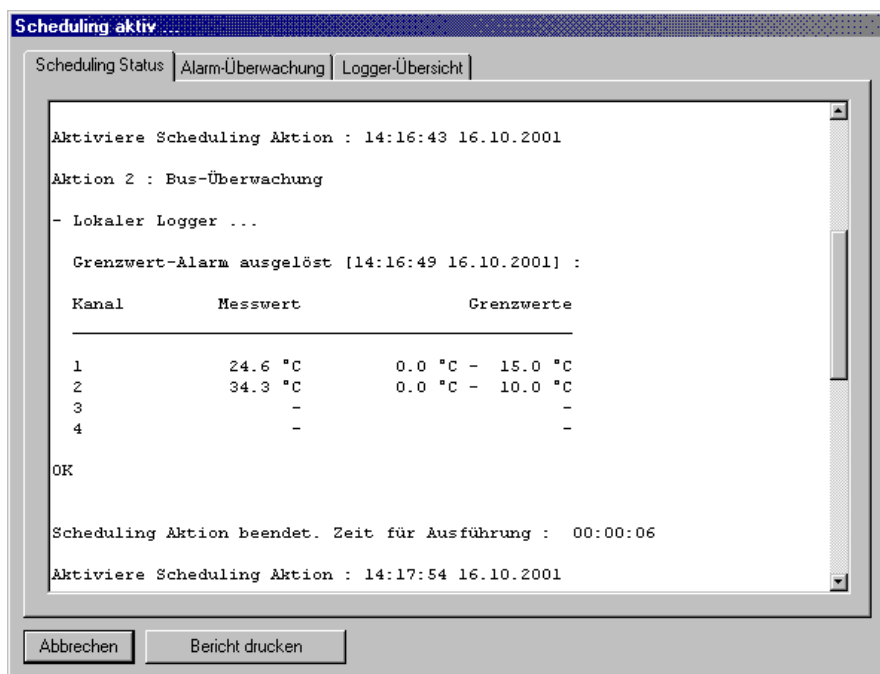 Scheduling aktiv ...
Scheduling Status Alarm-Überwachung Logger-Übersicht
Aktiviere Scheduling Aktion : 14:16:43 16.10.2001
Aktion 2 : Bus-Überwachung
- Lokaler Logger ...
Grenzwert-Alarm ausgelöst [14:16:49 16.10.2001] :
Kanal Messwert Grenzwerte
1 24.6 °C 0.0 °C - 15.0 °C
2 34.3 °C 0.0 °C - 10.0 °C
3 - -
4 - -
OK
Scheduling Aktion beendet. Zeit für Ausführung : 00:00:06
Aktiviere Scheduling Aktion : 14:17:54 16.10.2001
Abbrechen Bericht drucken